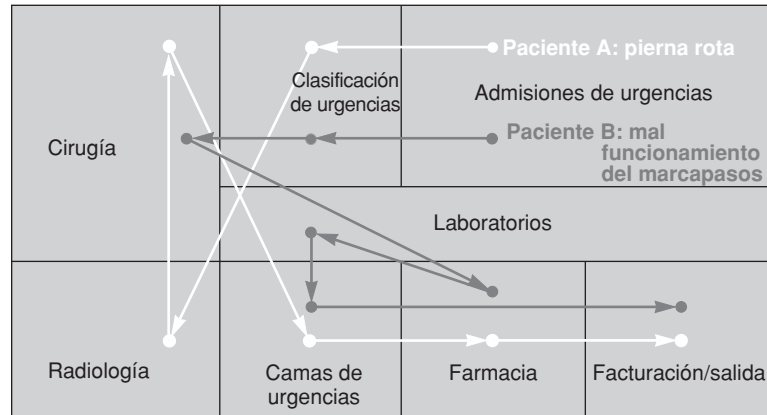 Paciente A: pierna rota
Clasificación
de urgencias
Admisiones de urgencias
Cirugía
Paciente B: mal
funcionamiento
del marcapasos
Laboratorios
Radiología
Camas de
urgencias
Farmacia
Facturación/salida